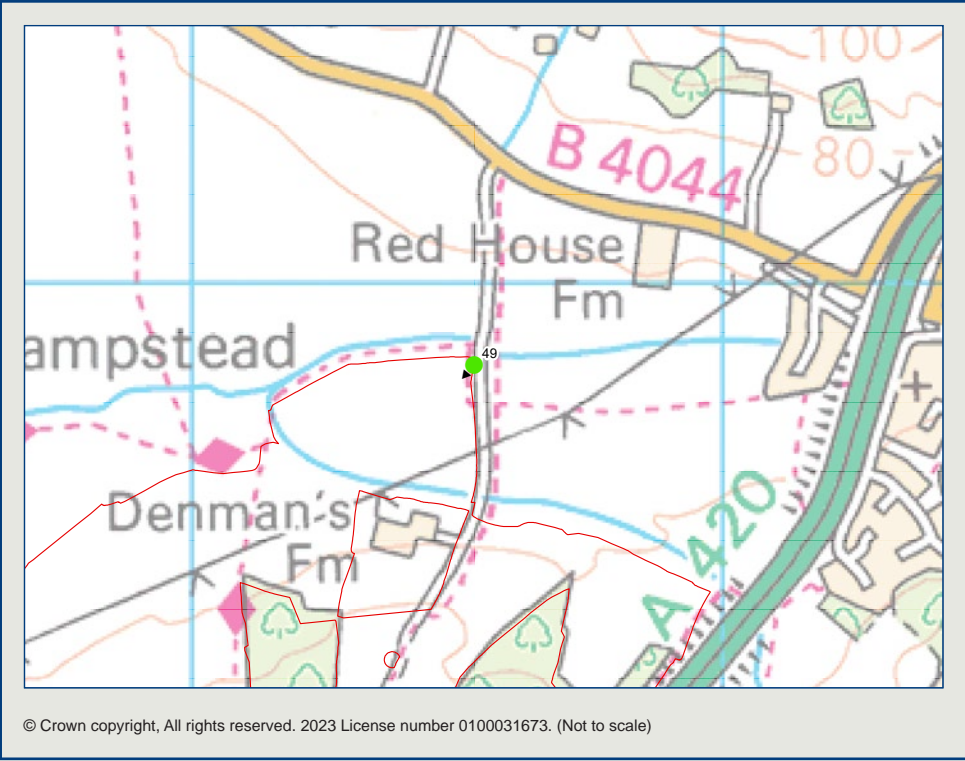 100
B 4044
80
Red House
Fm
ampstead
49
Denman's
Fm
A 420
© Crown copyright, All rights reserved. 2023 License number 0100031673. (Not to scale)